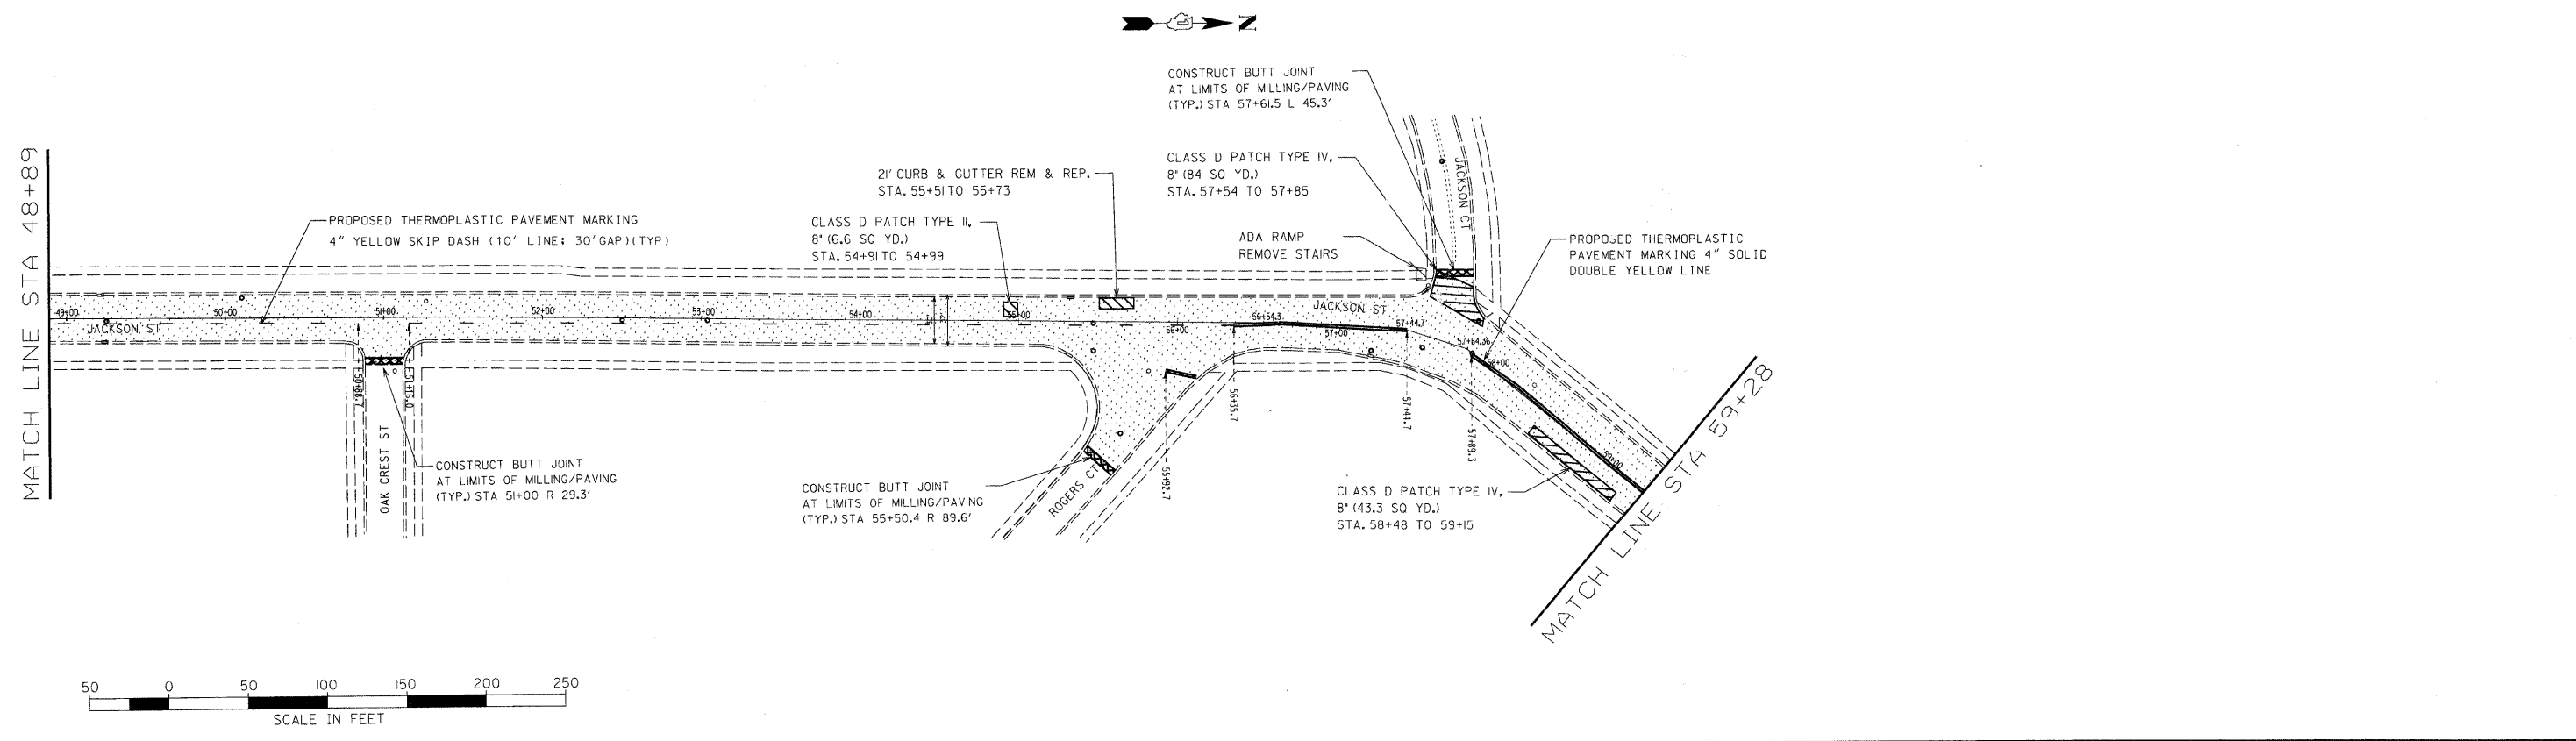 N
CONSTRUCT BUTT JOINT
AT LIMITS OF MILLING/PAVING
(TYP.) STA 57+61.5 L 45.3'
CLASS D PATCH TYPE IV,
8" (84 SQ YD.)
STA. 57+54 TO 57+85
21' CURB & GUTTER REM & REP.
STA. 55+51 TO 55+73
CLASS D PATCH TYPE II,
8" (6.6 SQ YD.)
STA. 54+91 TO 54+99
ADA RAMP
REMOVE STAIRS
JACKSON CT
PROPOSED THERMOPLASTIC
PAVEMENT MARKING 4" SOLID
DOUBLE YELLOW LINE
PROPOSED THERMOPLASTIC PAVEMENT MARKING
4" YELLOW SKIP DASH (10' LINE; 30' GAP)(TYP)
MATCH LINE STA 48+89
49+00
50+00
51+00
52+00
53+00
54+00
55+00
56+00
56+54.3
57+00
57+44.7
57+84.36
58+00
59+00
JACKSON ST
JACKSON ST
32'
50+88.7
51+16.0
56+35.7
57+44.7
57+89.3
55+92.7
OAK CREST ST
CONSTRUCT BUTT JOINT
AT LIMITS OF MILLING/PAVING
(TYP.) STA 51+00 R 29.3'
CONSTRUCT BUTT JOINT
AT LIMITS OF MILLING/PAVING
(TYP.) STA 55+50.4 R 89.6'
ROGERS CT
CLASS D PATCH TYPE IV,
8" (43.3 SQ YD.)
STA. 58+48 TO 59+15
MATCH LINE STA 59+28
50 0 50 100 150 200 250
SCALE IN FEET